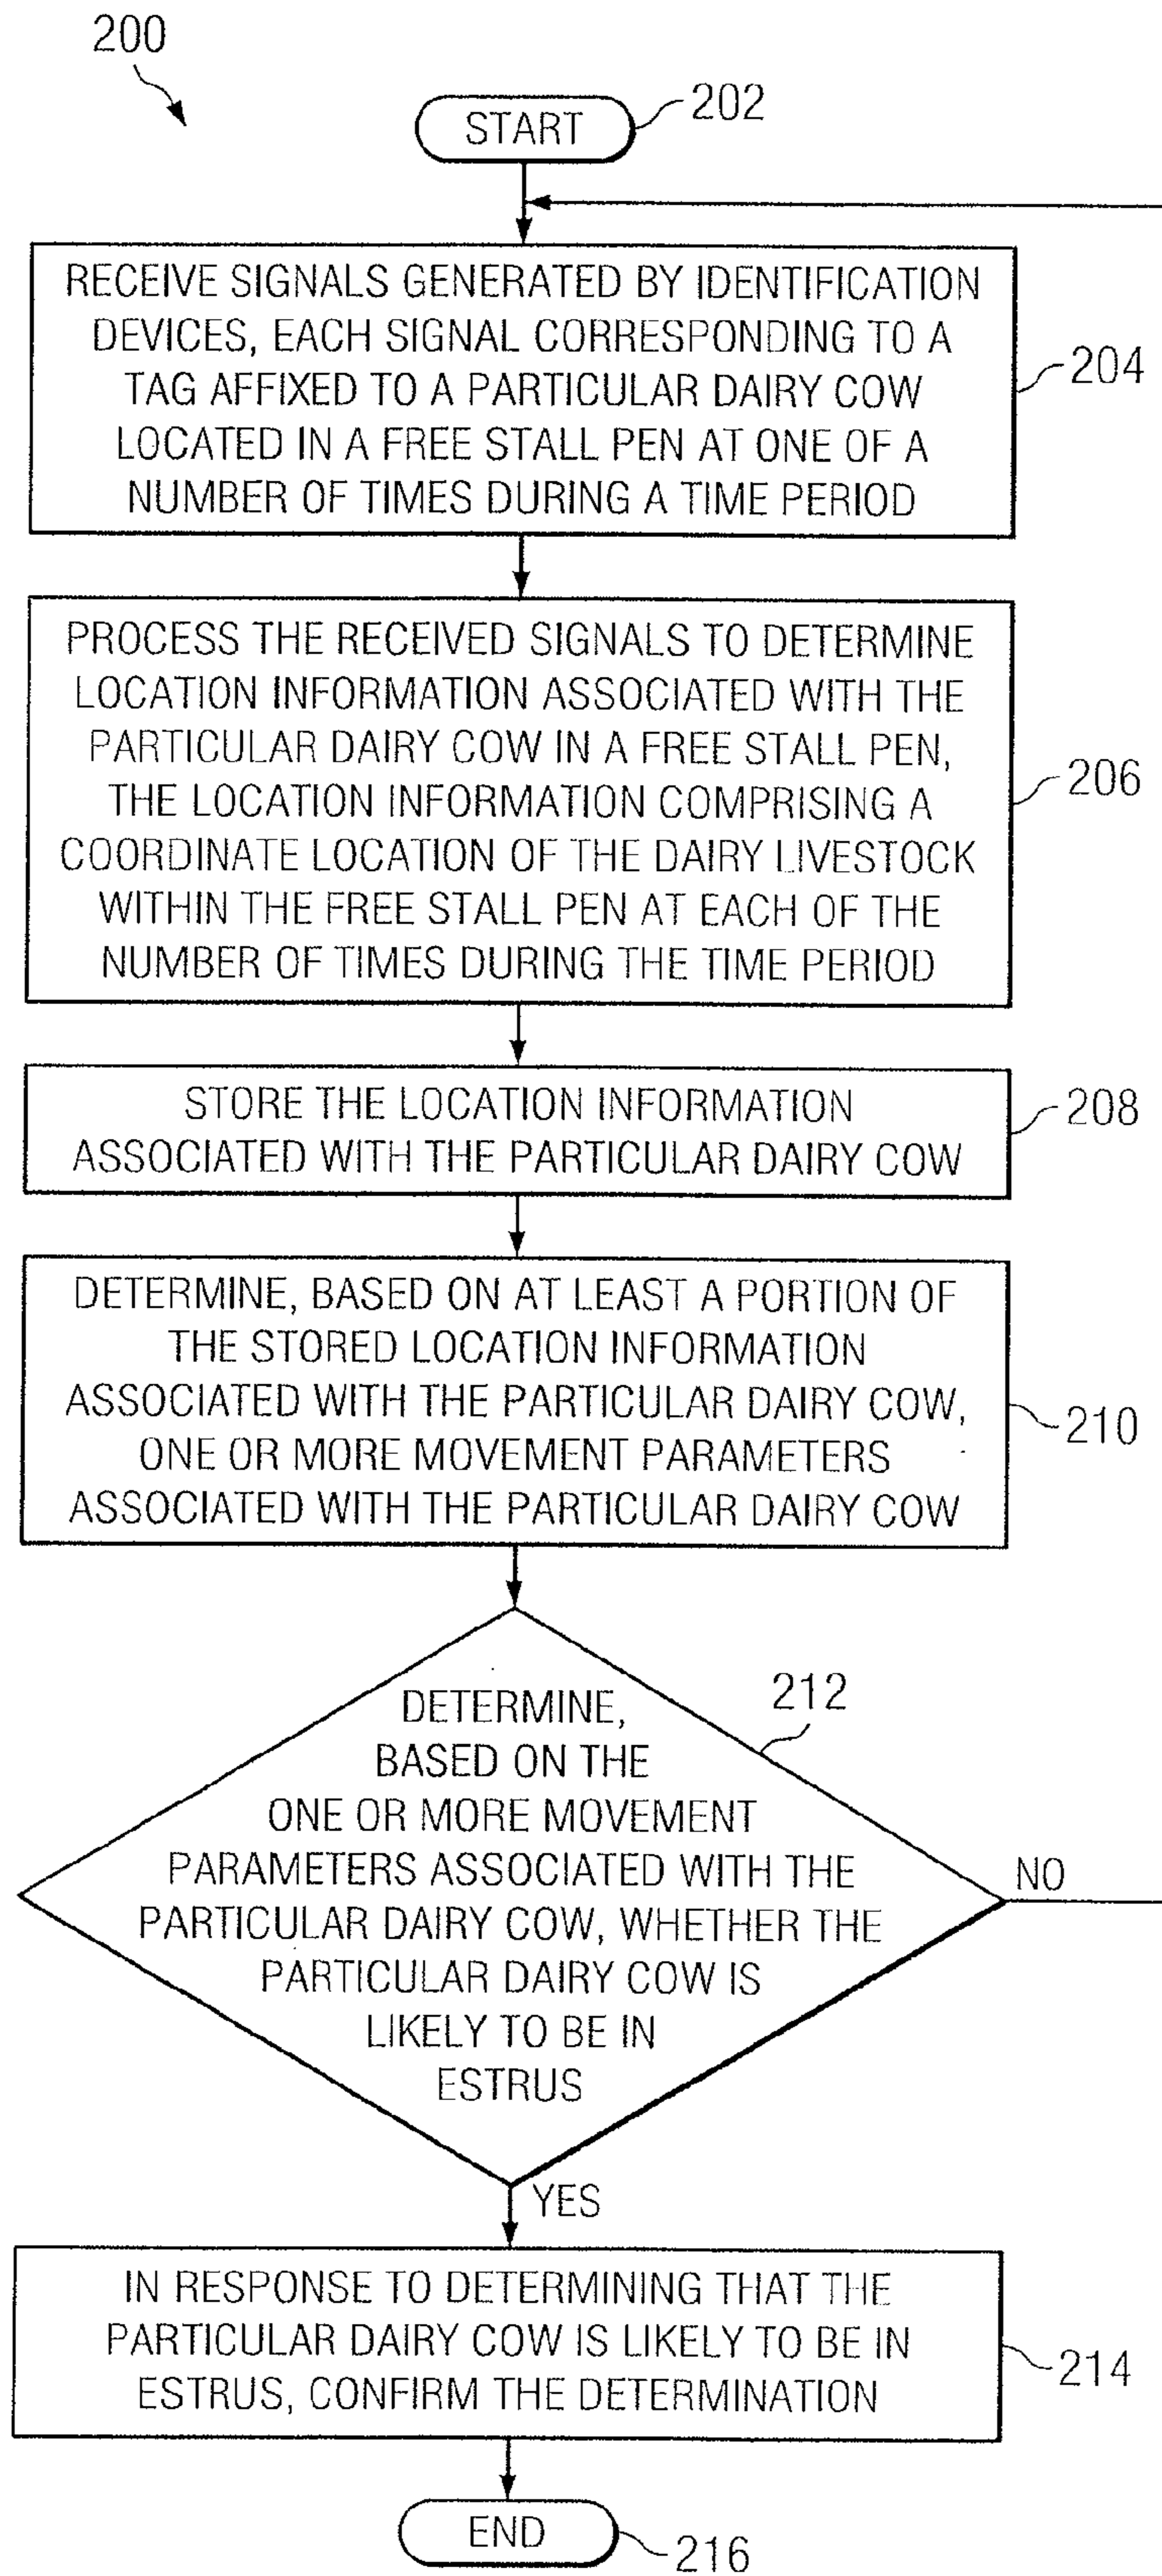 200
START
202
RECEIVE SIGNALS GENERATED BY IDENTIFICATION
DEVICES, EACH SIGNAL CORRESPONDING TO A
TAG AFFIXED TO A PARTICULAR DAIRY COW
LOCATED IN A FREE STALL PEN AT ONE OF A
NUMBER OF TIMES DURING A TIME PERIOD
204
PROCESS THE RECEIVED SIGNALS TO DETERMINE
LOCATION INFORMATION ASSOCIATED WITH THE
PARTICULAR DAIRY COW IN A FREE STALL PEN,
THE LOCATION INFORMATION COMPRISING A
COORDINATE LOCATION OF THE DAIRY LIVESTOCK
WITHIN THE FREE STALL PEN AT EACH OF THE
NUMBER OF TIMES DURING THE TIME PERIOD
206
STORE THE LOCATION INFORMATION
ASSOCIATED WITH THE PARTICULAR DAIRY COW
208
DETERMINE, BASED ON AT LEAST A PORTION OF
THE STORED LOCATION INFORMATION
ASSOCIATED WITH THE PARTICULAR DAIRY COW,
ONE OR MORE MOVEMENT PARAMETERS
ASSOCIATED WITH THE PARTICULAR DAIRY COW
210
DETERMINE,
BASED ON THE
ONE OR MORE MOVEMENT
PARAMETERS ASSOCIATED WITH THE
PARTICULAR DAIRY COW, WHETHER THE
PARTICULAR DAIRY COW IS
LIKELY TO BE IN
ESTRUS
212
NO
YES
IN RESPONSE TO DETERMINING THAT THE
PARTICULAR DAIRY COW IS LIKELY TO BE IN
ESTRUS, CONFIRM THE DETERMINATION
214
END
216